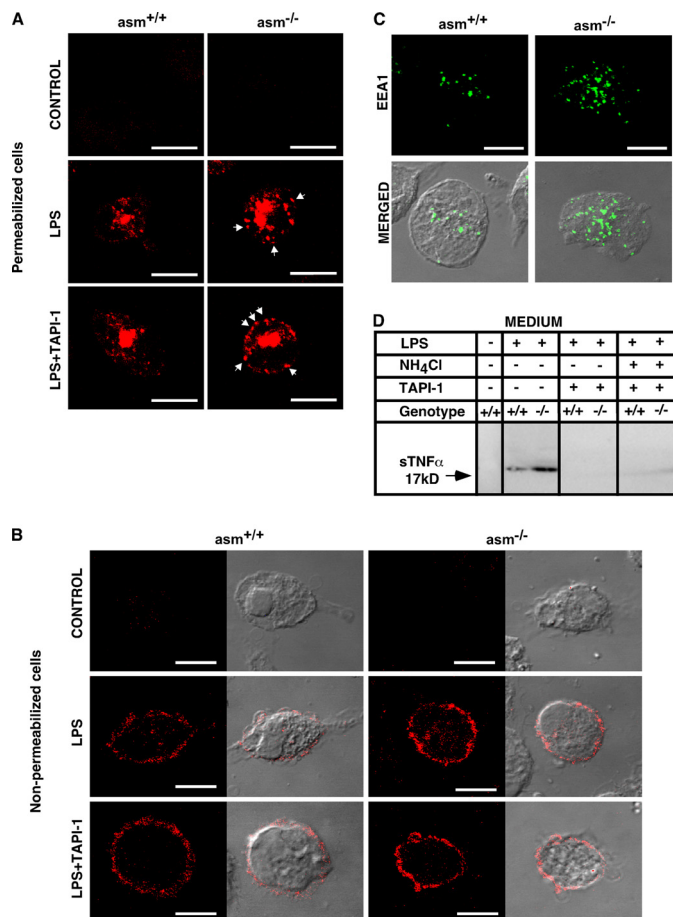 A
asm+/+ asm-/-
Permeabilized cells
CONTROL
LPS
LPS+TAPI-1
C
asm+/+ asm-/-
EEA1
MERGED
D
MEDIUM
LPS - + + + + + +
NH4Cl - - - - - + +
TAPI-1 - - - + + + +
Genotype +/+ +/+ -/- +/+ -/- +/+ -/-
sTNFα
17kD
B
asm+/+ asm-/-
Non-permeabilized cells
CONTROL
LPS
LPS+TAPI-1